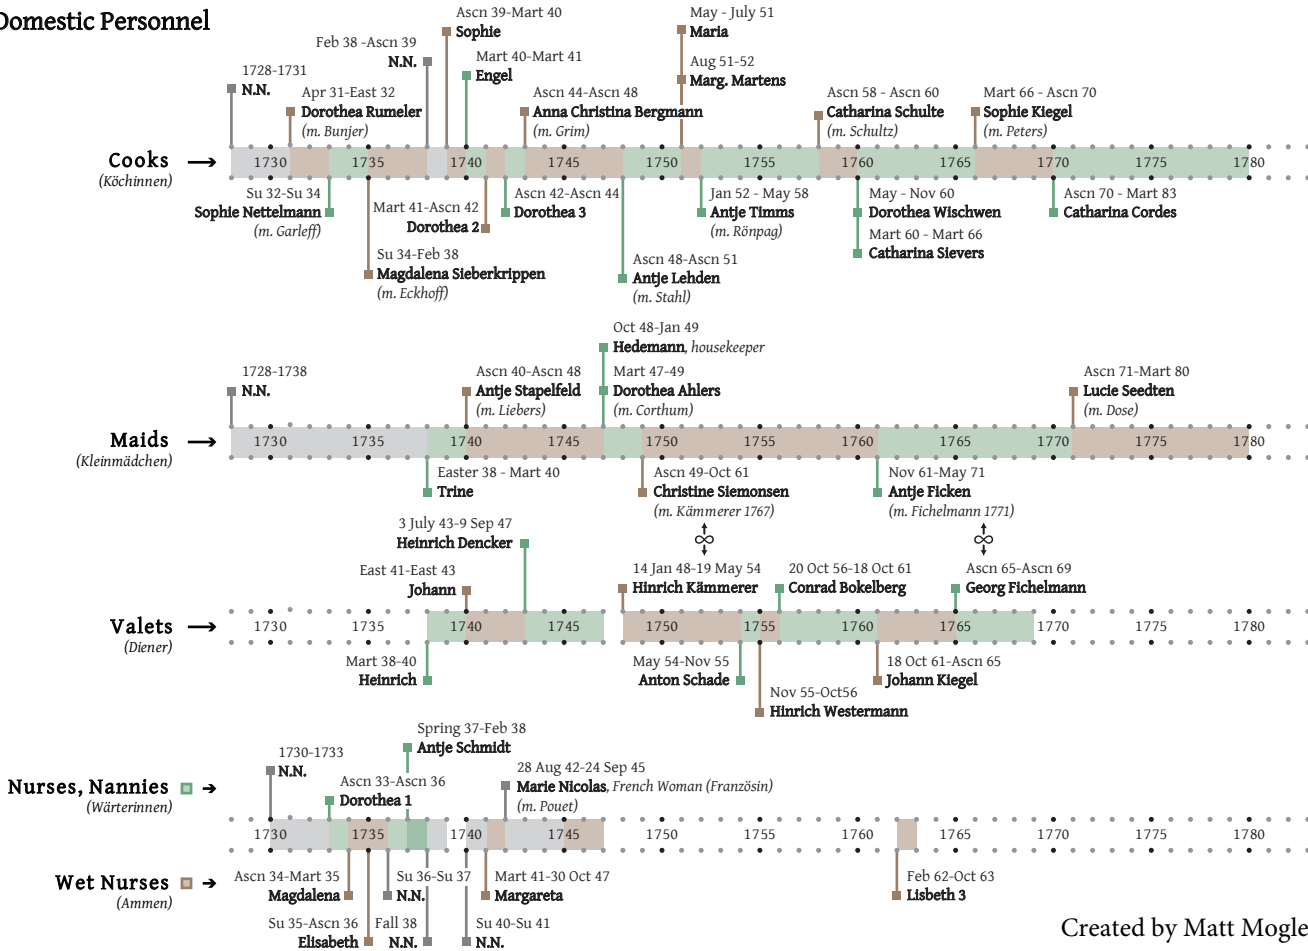 Domestic Personnel
Ascn 39-Mart 40
Sophie
May - July 51
Maria
Feb 38 -Ascn 39
N.N.
Mart 40-Mart 41
Engel
Aug 51-52
Marg. Martens
1728-1731
N.N.
Apr 31-East 32
Dorothea Rumeler
(m. Bunjer)
Ascn 44-Ascn 48
Anna Christina Bergmann
(m. Grim)
Ascn 58 - Ascn 60
Catharina Schulte
(m. Schultz)
Mart 66 - Ascn 70
Sophie Kiegel
(m. Peters)
Cooks
(Köchinnen)
1730 1735 1740 1745 1750 1755 1760 1765 1770 1775 1780
Su 32-Su 34
Sophie Nettelmann
(m. Garleff)
Mart 41-Ascn 42
Dorothea 2
Ascn 42-Ascn 44
Dorothea 3
Jan 52 - May 58
Antje Timms
(m. Rönpag)
May - Nov 60
Dorothea Wischwen
Mart 60 - Mart 66
Catharina Sievers
Ascn 70 - Mart 83
Catharina Cordes
Su 34-Feb 38
Magdalena Sieberkrippen
(m. Eckhoff)
Ascn 48-Ascn 51
Antje Lehden
(m. Stahl)
Oct 48-Jan 49
Hedemann, housekeeper
1728-1738
N.N.
Ascn 40-Ascn 48
Antje Stapelfeld
(m. Liebers)
Mart 47-49
Dorothea Ahlers
(m. Corthum)
Ascn 71-Mart 80
Lucie Seedten
(m. Dose)
Maids
(Kleinmädchen)
1730 1735 1740 1745 1750 1755 1760 1765 1770 1775 1780
Easter 38 - Mart 40
Trine
Ascn 49-Oct 61
Christine Siemonsen
(m. Kämmerer 1767)
Nov 61-May 71
Antje Ficken
(m. Fichelmann 1771)
∞ ∞
3 July 43-9 Sep 47
Heinrich Dencker
East 41-East 43
Johann
14 Jan 48-19 May 54
Hinrich Kämmerer
20 Oct 56-18 Oct 61
Conrad Bokelberg
Ascn 65-Ascn 69
Georg Fichelmann
Valets
(Diener)
1730 1735 1740 1745 1750 1755 1760 1765 1770 1775 1780
Mart 38-40
Heinrich
May 54-Nov 55
Anton Schade
18 Oct 61-Ascn 65
Johann Kiegel
Nov 55-Oct56
Hinrich Westermann
Spring 37-Feb 38
Antje Schmidt
1730-1733
N.N.
Ascn 33-Ascn 36
Dorothea 1
28 Aug 42-24 Sep 45
Marie Nicolas, French Woman (Französin)
(m. Pouet)
Nurses, Nannies
(Wärterinnen)
1730 1735 1740 1745 1750 1755 1760 1765 1770 1775 1780
Wet Nurses
(Ammen)
Ascn 34-Mart 35
Magdalena
Su 36-Su 37
N.N.
Mart 41-30 Oct 47
Margareta
Feb 62-Oct 63
Lisbeth 3
Su 35-Ascn 36
Elisabeth
Fall 38
N.N.
Su 40-Su 41
N.N.
Created by Matt Mogle